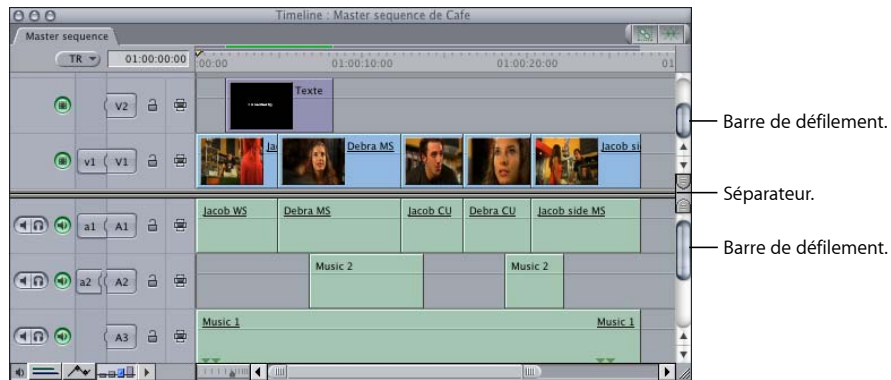 Timeline : Master sequence de Cafe
Master sequence
TR 01:00:00:00 :00:00 01:00:10:00 01:00:20:00 01
Texte
V2
Barre de défilement.
v1 V1
Ja Debra MS Jacob si
Séparateur.
Jacob WS Debra MS Jacob CU Debra CU Jacob side MS
a1 A1
Barre de défilement.
Music 2 Music 2
a2 A2
Music 1 Music 1
A3